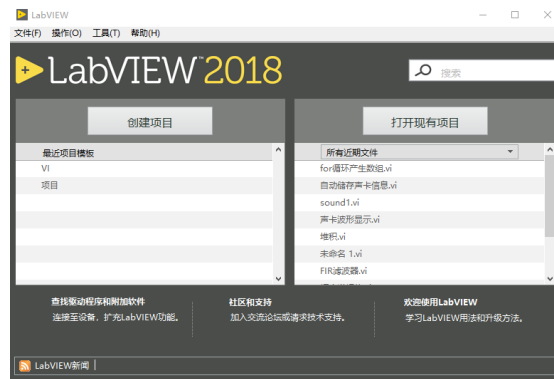 LabVIEW
文件(F) 操作(O) 工具(T) 帮助(H)
LabVIEW™ 2018
搜索
创建项目
打开现有项目
最近项目模板
VI
项目
所有近期文件
for循环产生数组.vi
自动储存声卡信息.vi
sound1.vi
声卡波形显示.vi
堆积.vi
未命名 1.vi
FIR滤波器.vi
查找驱动程序和附加软件
连接至设备，扩充LabVIEW功能。
社区和支持
加入交流论坛或请求技术支持。
欢迎使用LabVIEW
学习LabVIEW用法和升级方法。
LabVIEW新闻